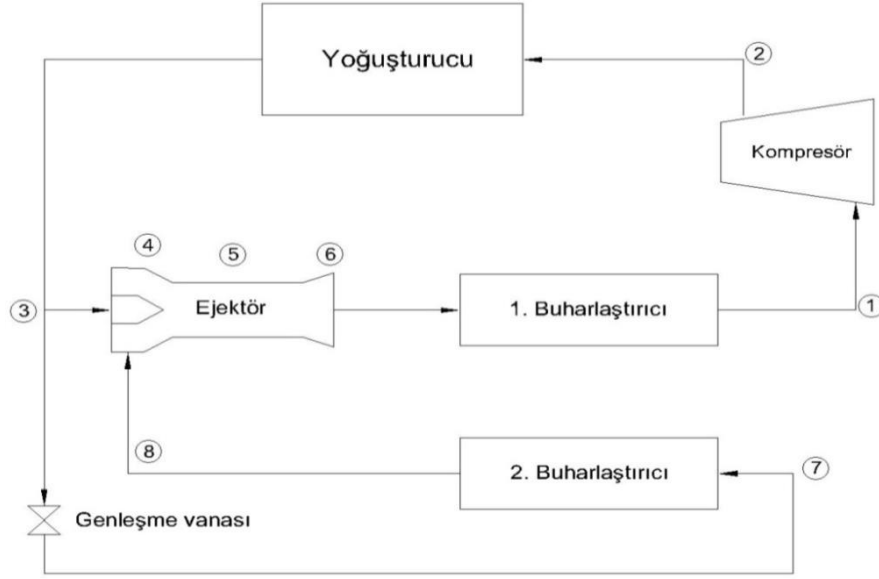 Yoğuşturucu
2
Kompresör
4
5
6
3
Ejektör
1. Buharlaştırıcı
1
8
2. Buharlaştırıcı
7
Genleşme vanası